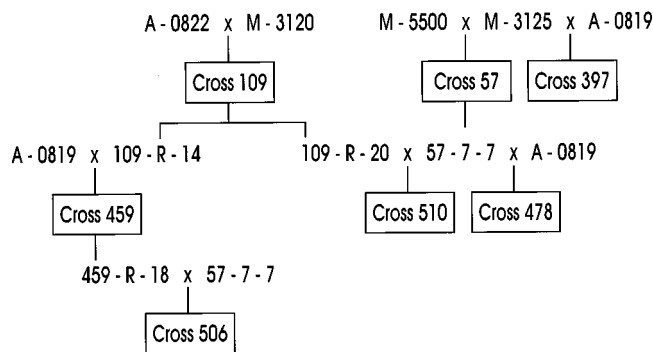 A - 0822 x M - 3120
M - 5500 x M - 3125 x A - 0819
Cross 109
Cross 57
Cross 397
A - 0819 x 109 - R - 14
109 - R - 20 x 57 - 7 - 7 x A - 0819
Cross 459
Cross 510
Cross 478
459 - R - 18 x 57 - 7 - 7
Cross 506